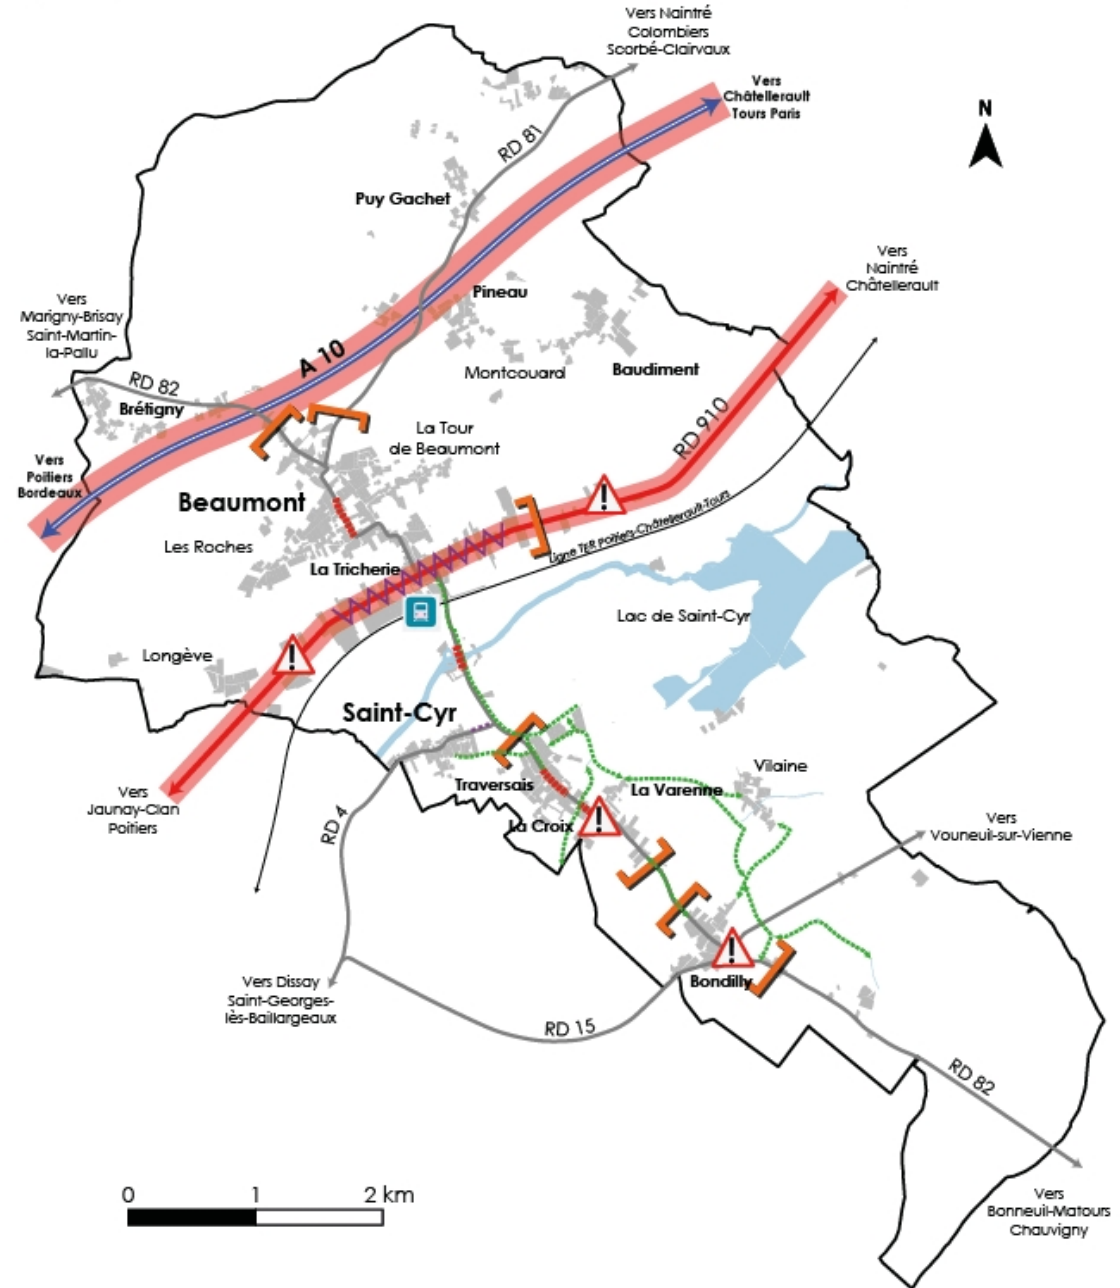 Vers Naintré
Colombiers
Scorbé-Clairvaux
Vers
Châtellerault
Tours Paris
N
RD 81
Puy Gachet
Vers
Naintré
Châtellerault
Vers
Marigny-Brisay
Saint-Martin-
la-Pallu
Pineau
A 10
Montcouard
Baudiment
RD 82
Brétigny
RD 910
La Tour
de Beaumont
Vers
Poitiers
Bordeaux
Beaumont
Les Roches
La Tricherie
Ligne TER Poitiers-Châtellerault-Tours
Lac de Saint-Cyr
Longève
Saint-Cyr
Vilaine
Traversais
La Varenne
Vers
Jaunay-Clan
Poitiers
RD 4
La Croix
Vers
Vouneuil-sur-Vienne
Vers Dissay
Saint-Georges-
lès-Baillargeaux
Bondilly
RD 15
RD 82
0 1 2 km
Vers
Bonneuil-Matours
Chauvigny